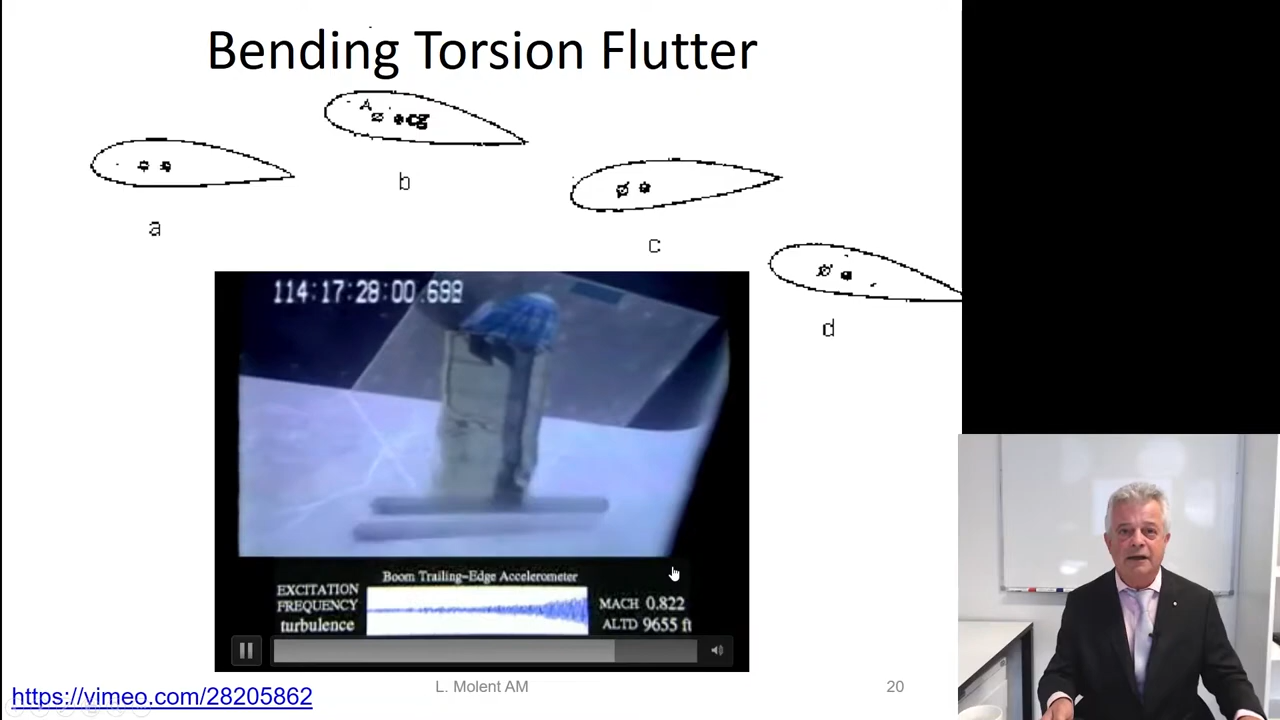 Bending Torsion Flutter
A
cg
a
b
c
d
114:17:28:00.699
Boom Trailing-Edge Accelerometer
EXCITATION
FREQUENCY
turbulence
MACH 0.822
ALTD 9655 ft
https://vimeo.com/28205862
L. Molent AM
20